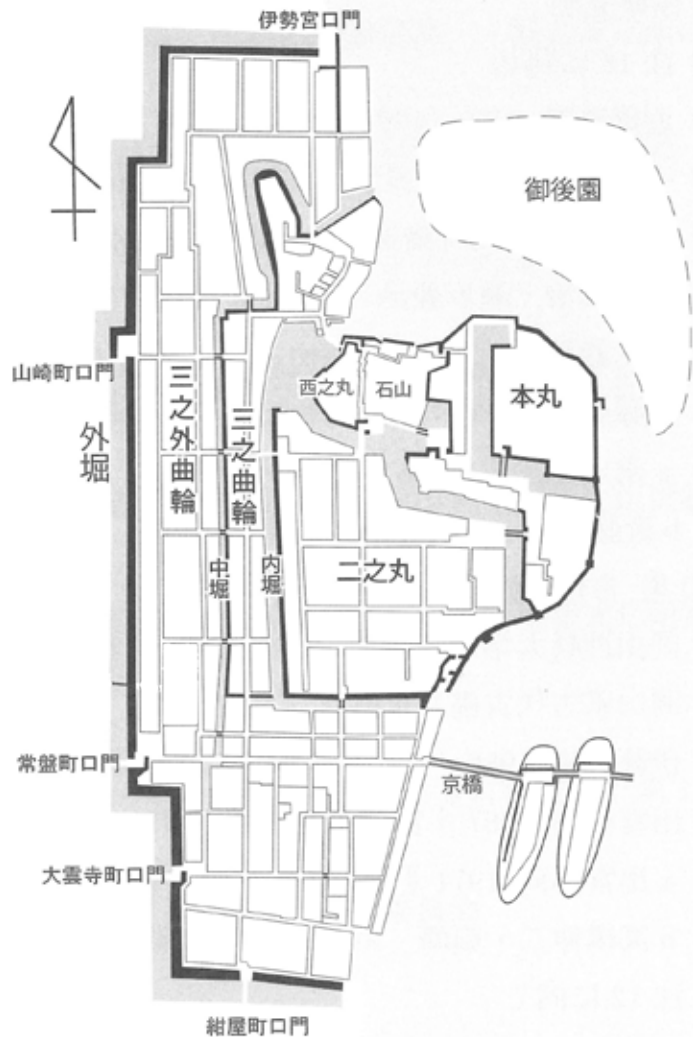 伊勢宮口門
御後園
山崎町口門
外堀
三之外曲輪
三之曲輪
西之丸
石山
本丸
中堀
内堀
二之丸
常盤町口門
京橋
大雲寺町口門
紺屋町口門